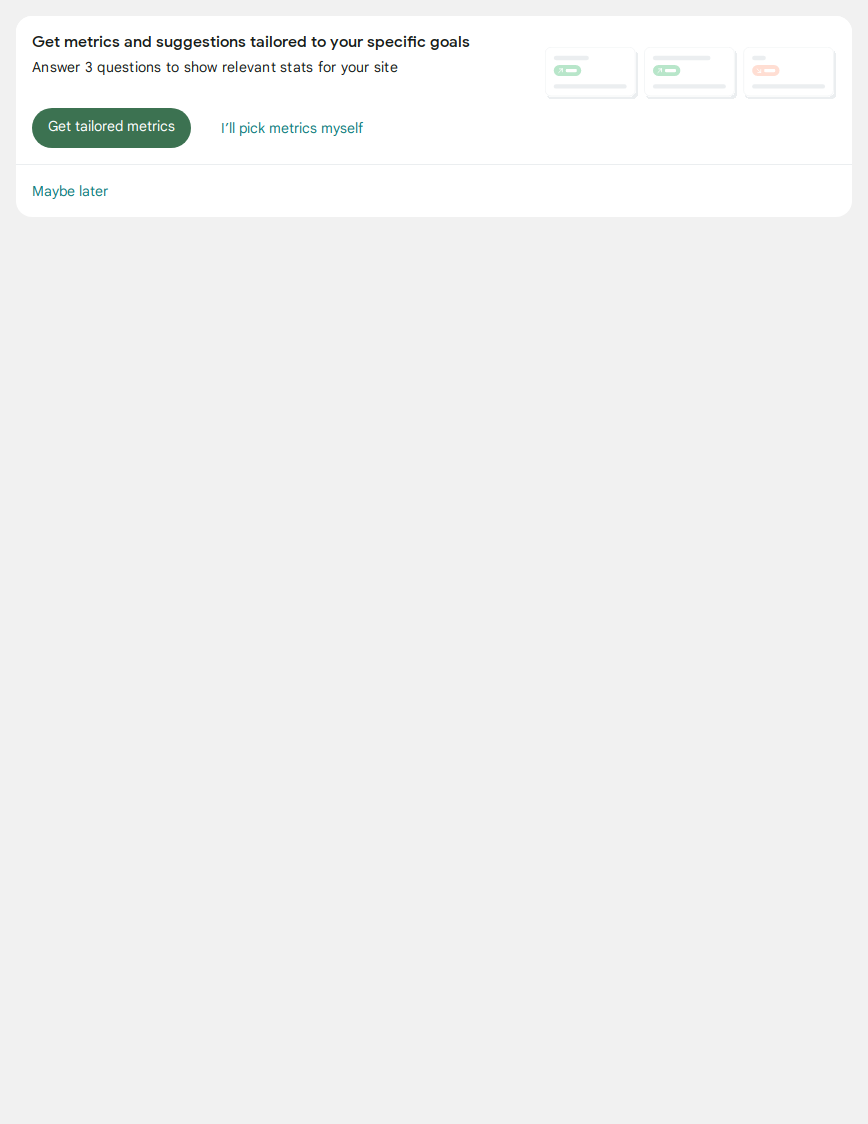 Get metrics and suggestions tailored to your specific goals
Answer 3 questions to show relevant stats for your site
Get tailored metrics
I’ll pick metrics myself
Maybe later